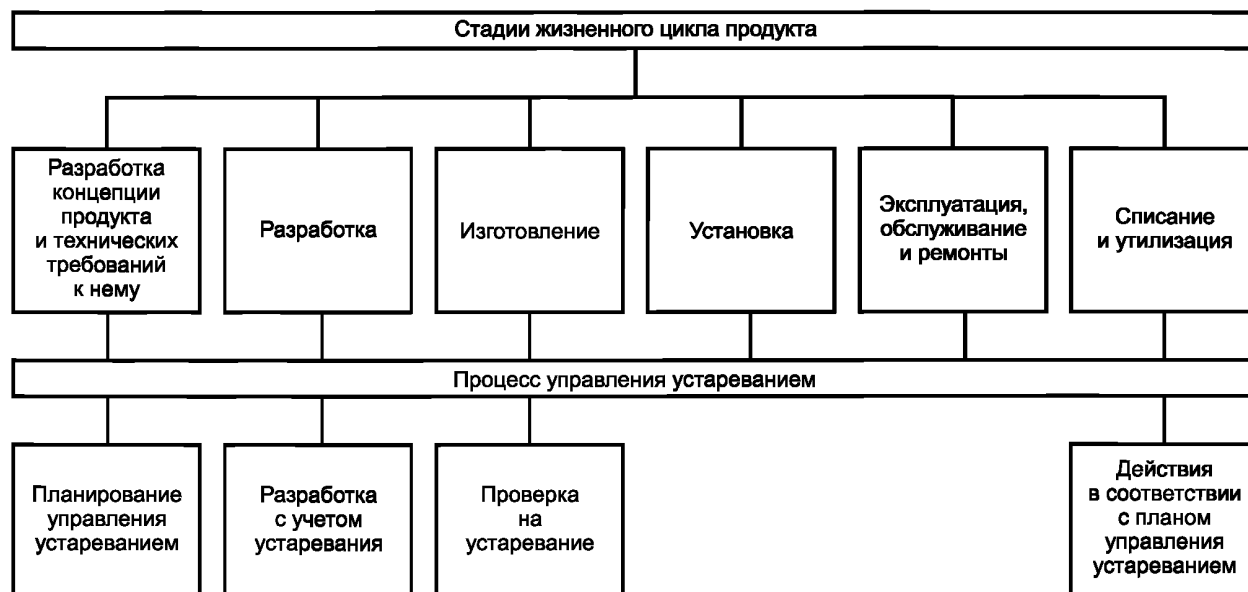 Стадии жизненного цикла продукта
Разработка
концепции
продукта
и технических
требований
к нему
Разработка
Изготовление
Установка
Эксплуатация,
обслуживание
и ремонты
Списание
и утилизация
Процесс управления устареванием
Планирование
управления
устареванием
Разработка
с учетом
устаревания
Проверка
на
устаревание
Действия
в соответствии
с планом
управления
устареванием